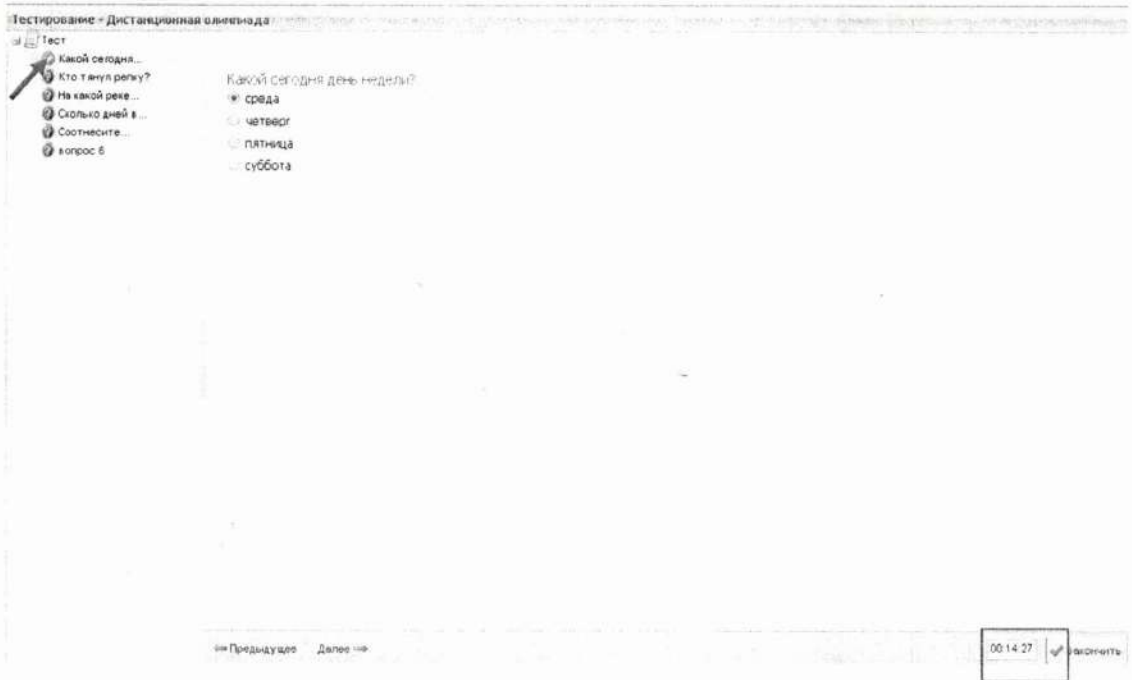 Тестирование - Дистанционная олимпиада
Тест
Какой сегодня...
Кто тянул репку?
На какой реке...
Сколько дней в...
Соотнесите...
вопрос 6
Какой сегодня день недели?
среда
четверг
пятница
суббота
⇐ Предыдущее Далее ⇒
00:14:27 Закончить